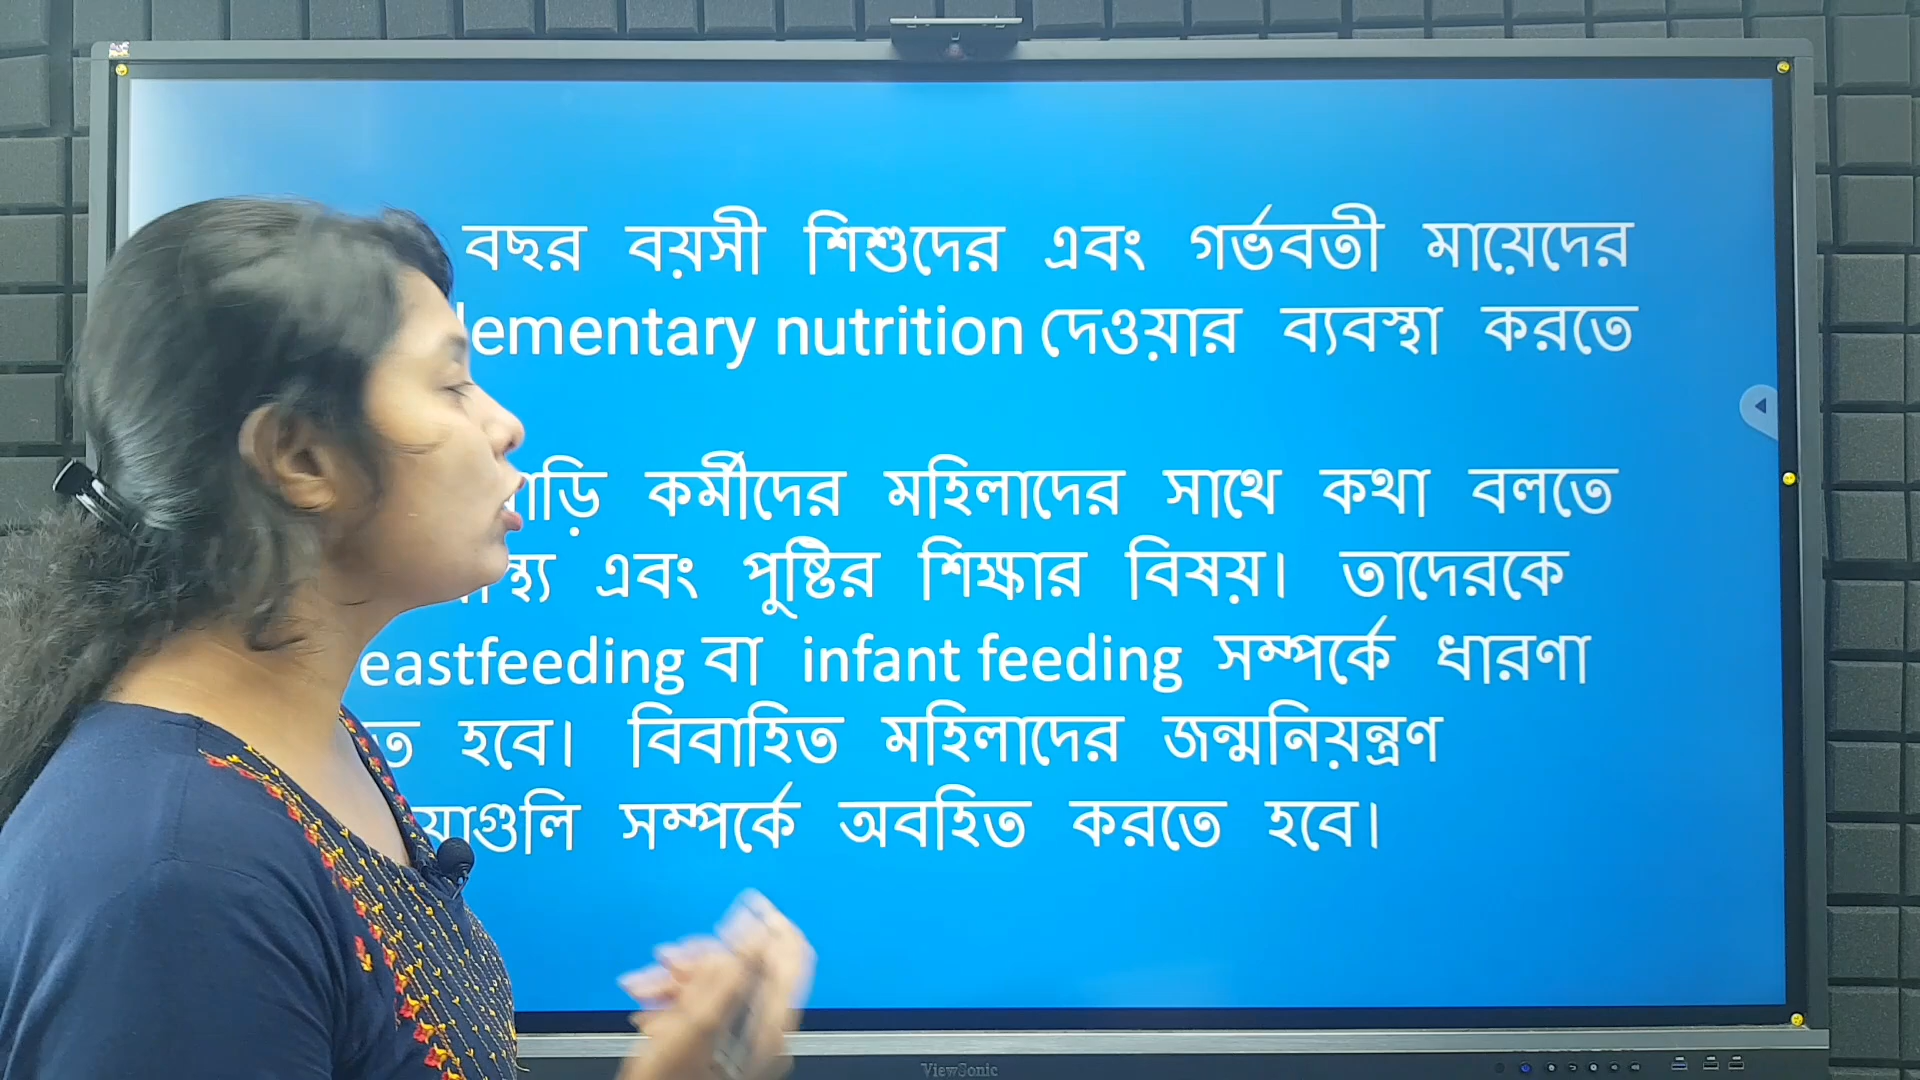 বছর বয়সী শিশুদের এবং গর্ভবতী মায়েদের
lementary nutrition দেওয়ার ব্যবস্থা করতে
াড়ি কর্মীদের মহিলাদের সাথে কথা বলতে
এবং পুষ্টির শিক্ষার বিষয়। তাদেরকে
eastfeeding বা infant feeding সম্পর্কে ধারণা
ত হবে। বিবাহিত মহিলাদের জন্মনিয়ন্ত্রণ
য়াগুলি সম্পর্কে অবহিত করতে হবে।
ViewSonic